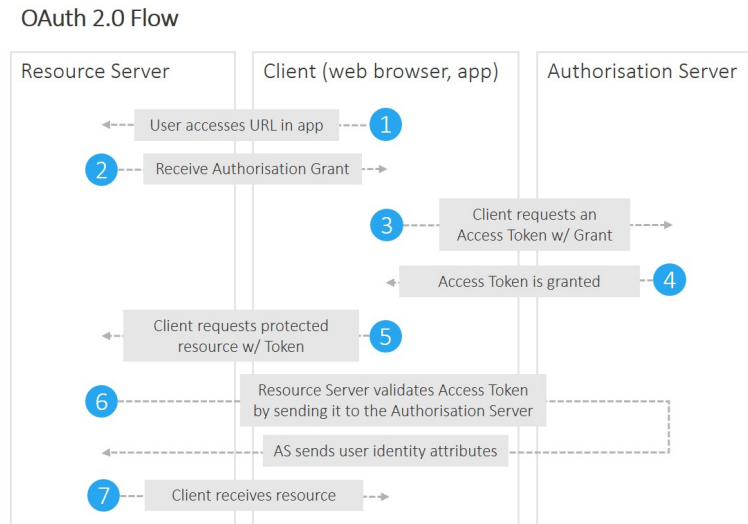 OAuth 2.0 Flow
Resource Server
Client (web browser, app)
Authorisation Server
User accesses URL in app
1
2
Receive Authorisation Grant
3
Client requests an
Access Token w/ Grant
Access Token is granted
4
Client requests protected
resource w/ Token
5
6
Resource Server validates Access Token
by sending it to the Authorisation Server
AS sends user identity attributes
7
Client receives resource